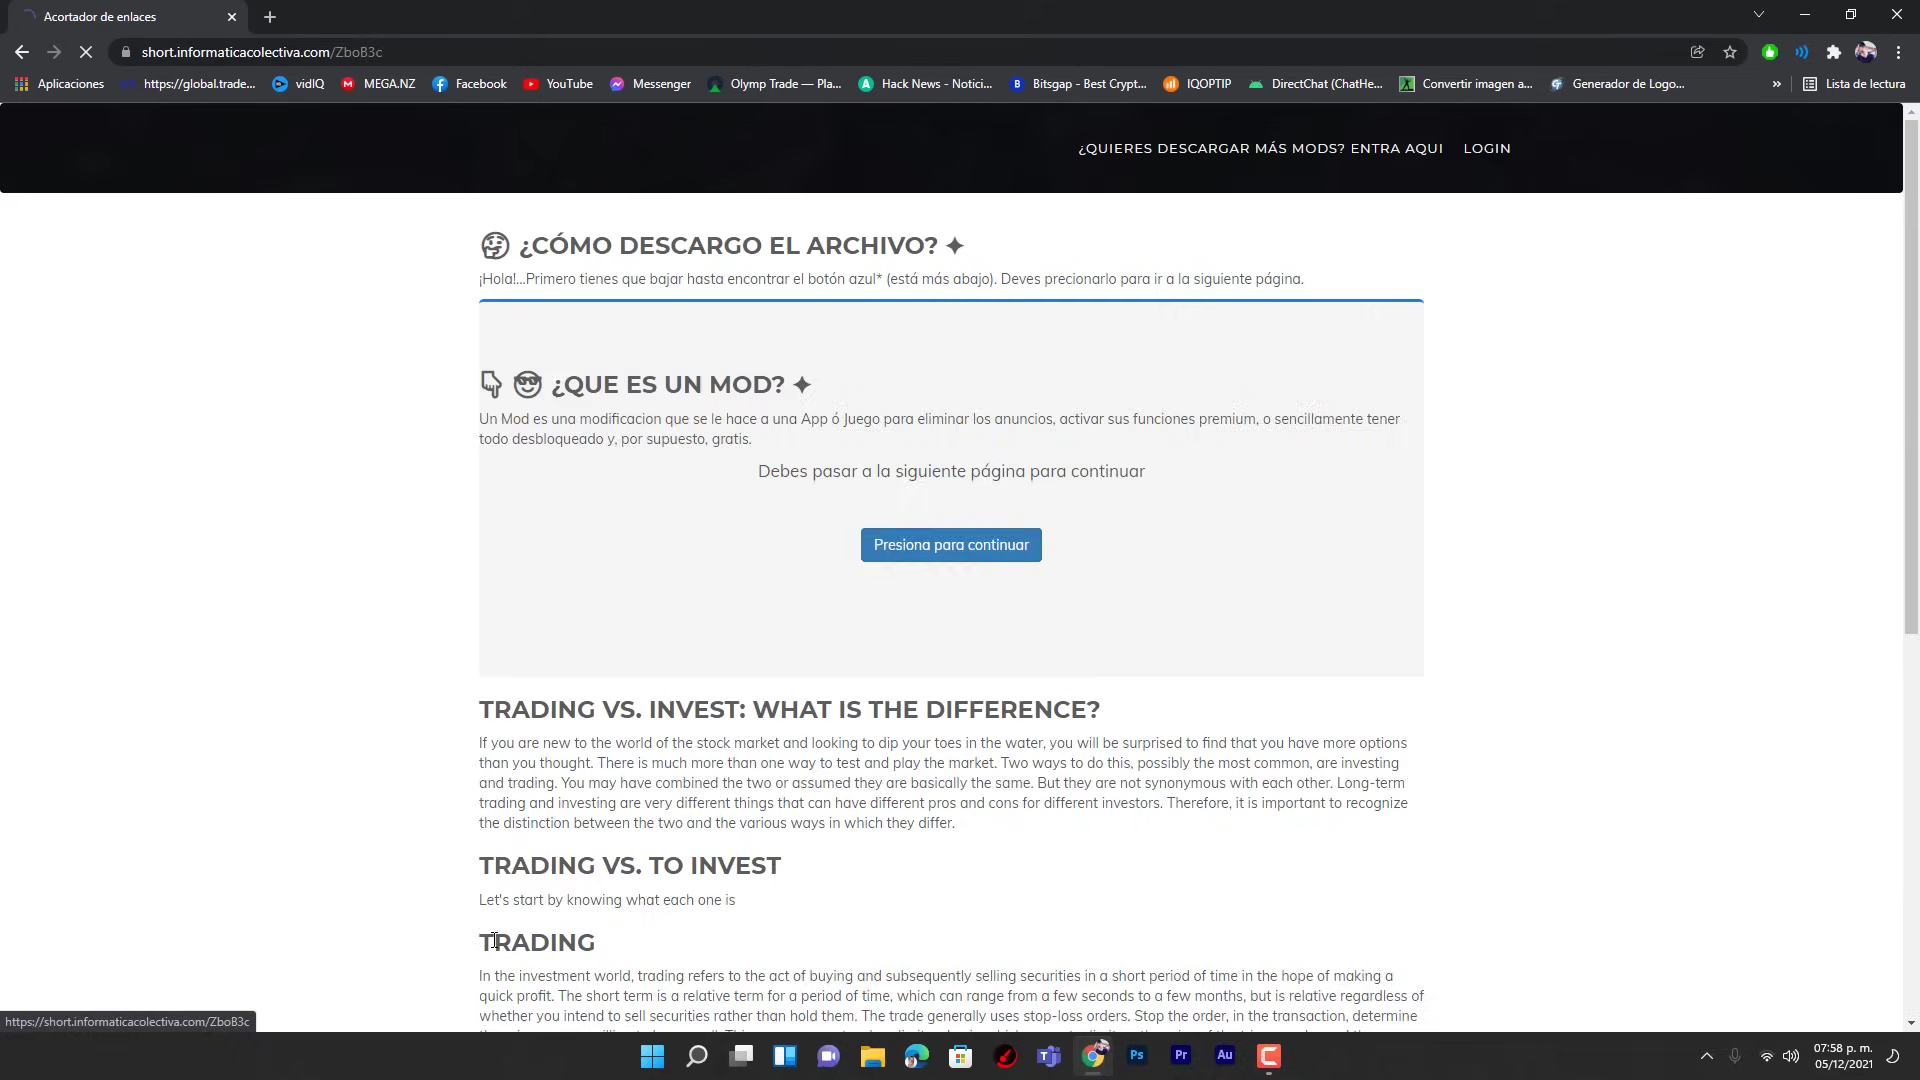 Acortador de enlaces
short.informaticacolectiva.com/ZboB3c
Aplicaciones https://global.trade... vidIQ MEGA.NZ Facebook YouTube Messenger Olymp Trade — Pla... Hack News - Notici... Bitsgap - Best Crypt... IQOPTIP DirectChat (ChatHe... Convertir imagen a... Generador de Logo... » Lista de lectura
¿QUIERES DESCARGAR MÁS MODS? ENTRA AQUI LOGIN
¿CÓMO DESCARGO EL ARCHIVO? ✦
¡Hola!...Primero tienes que bajar hasta encontrar el botón azul* (está más abajo). Deves precionarlo para ir a la siguiente página.
¿QUE ES UN MOD? ✦
Un Mod es una modificacion que se le hace a una App ó Juego para eliminar los anuncios, activar sus funciones premium, o sencillamente tener
todo desbloqueado y, por supuesto, gratis.
Debes pasar a la siguiente página para continuar
Presiona para continuar
TRADING VS. INVEST: WHAT IS THE DIFFERENCE?
If you are new to the world of the stock market and looking to dip your toes in the water, you will be surprised to find that you have more options
than you thought. There is much more than one way to test and play the market. Two ways to do this, possibly the most common, are investing
and trading. You may have combined the two or assumed they are basically the same. But they are not synonymous with each other. Long-term
trading and investing are very different things that can have different pros and cons for different investors. Therefore, it is important to recognize
the distinction between the two and the various ways in which they differ.
TRADING VS. TO INVEST
Let's start by knowing what each one is
TRADING
In the investment world, trading refers to the act of buying and subsequently selling securities in a short period of time in the hope of making a
quick profit. The short term is a relative term for a period of time, which can range from a few seconds to a few months, but is relative regardless of
whether you intend to sell securities rather than hold them. The trade generally uses stop-loss orders. Stop the order, in the transaction, determine
https://short.informaticacolectiva.com/ZboB3c
Ps Pr Au
07:58 p. m.
05/12/2021